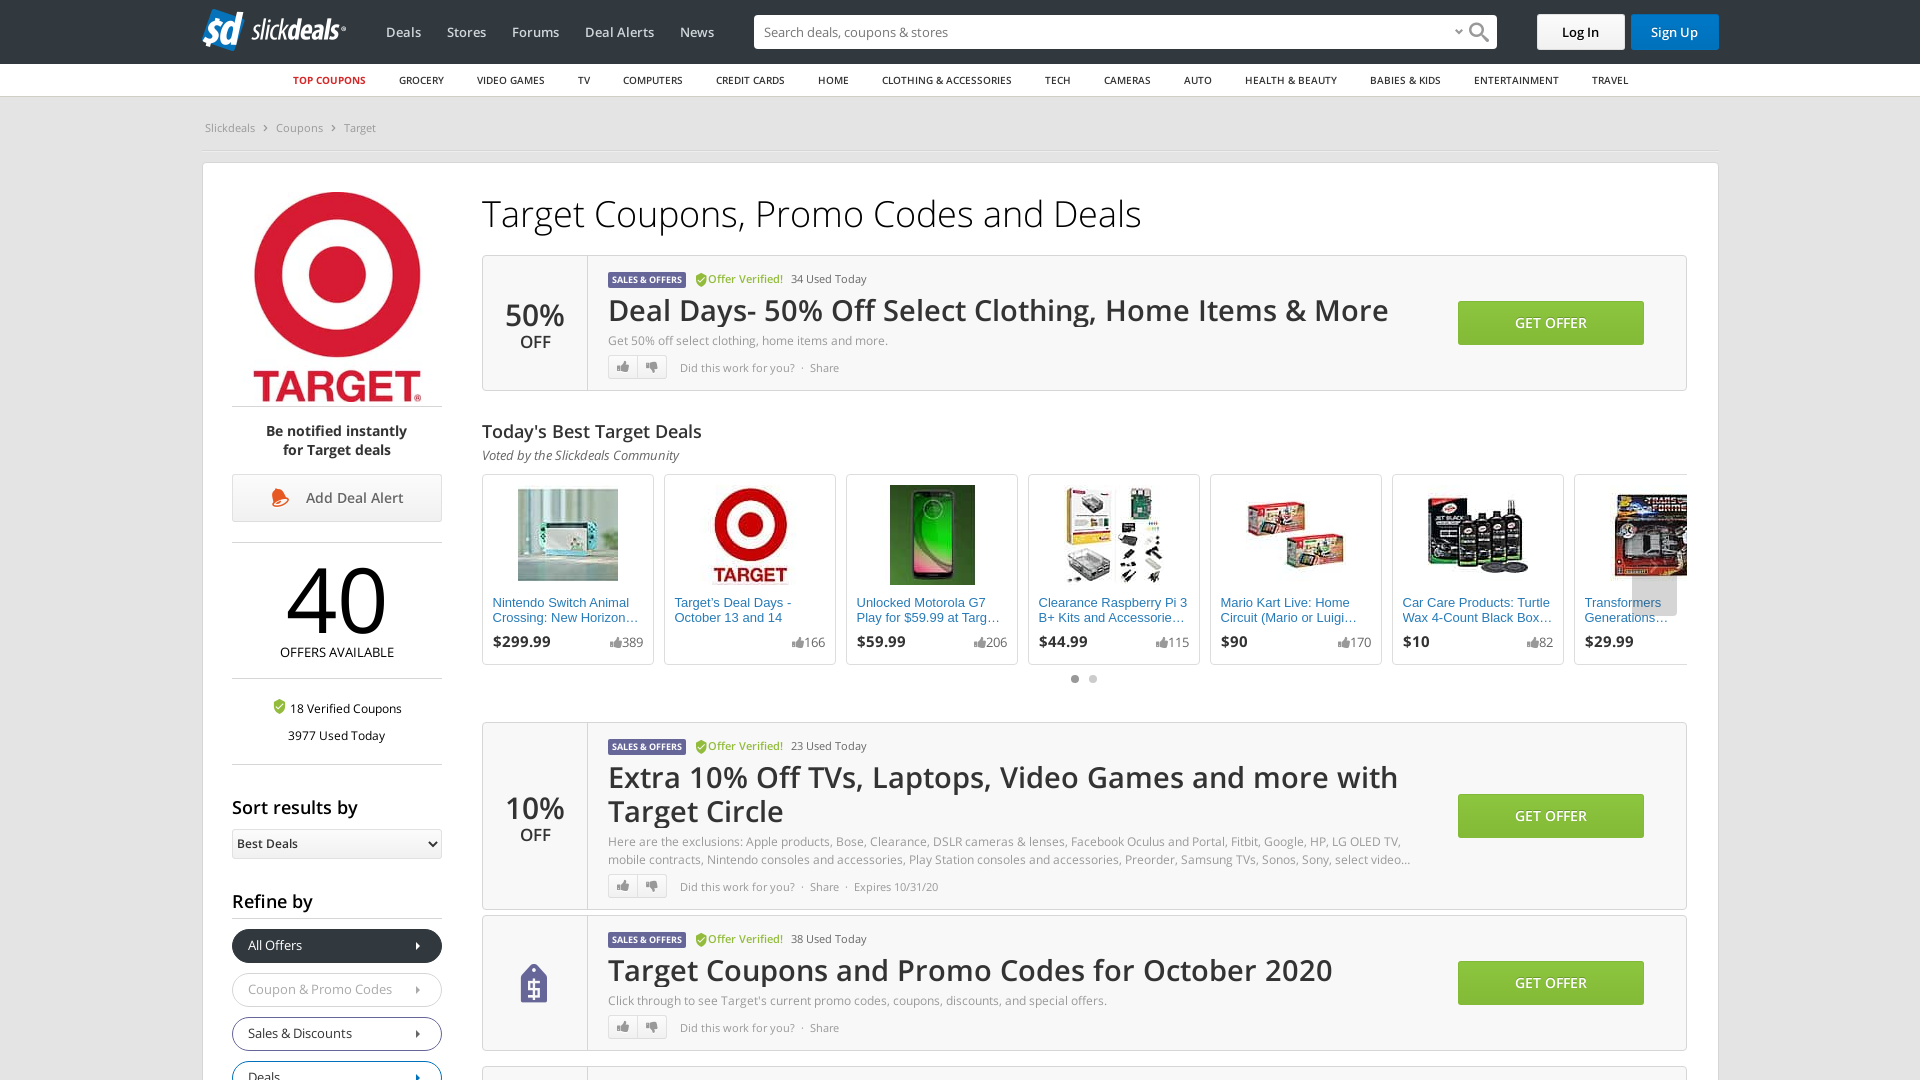 sd slickdeals
Deals Stores Forums Deal Alerts News
Search deals, coupons & stores
Log In
Sign Up
TOP COUPONS GROCERY VIDEO GAMES TV COMPUTERS CREDIT CARDS HOME CLOTHING & ACCESSORIES TECH CAMERAS AUTO HEALTH & BEAUTY BABIES & KIDS ENTERTAINMENT TRAVEL
Slickdeals > Coupons > Target
TARGET®
Be notified instantly
for Target deals
Add Deal Alert
40
OFFERS AVAILABLE
18 Verified Coupons
3977 Used Today
Sort results by
Best Deals
Refine by
All Offers
Coupon & Promo Codes
Sales & Discounts
Deals
Target Coupons, Promo Codes and Deals
50%
OFF
SALES & OFFERS Offer Verified! 34 Used Today
Deal Days- 50% Off Select Clothing, Home Items & More
Get 50% off select clothing, home items and more.
Did this work for you? · Share
GET OFFER
Today's Best Target Deals
Voted by the Slickdeals Community
Nintendo Switch Animal
Crossing: New Horizon…
$299.99 389
TARGET
Target's Deal Days -
October 13 and 14
166
Unlocked Motorola G7
Play for $59.99 at Targ…
$59.99 206
Clearance Raspberry Pi 3
B+ Kits and Accessorie…
$44.99 115
Mario Kart Live: Home
Circuit (Mario or Luigi…
$90 170
JET BLACK
Car Care Products: Turtle
Wax 4-Count Black Box…
$10 82
Transformers
Generations…
$29.99
10%
OFF
SALES & OFFERS Offer Verified! 23 Used Today
Extra 10% Off TVs, Laptops, Video Games and more with
Target Circle
Here are the exclusions: Apple products, Bose, Clearance, DSLR cameras & lenses, Facebook Oculus and Portal, Fitbit, Google, HP, LG OLED TV,
mobile contracts, Nintendo consoles and accessories, Play Station consoles and accessories, Preorder, Samsung TVs, Sonos, Sony, select video...
Did this work for you? · Share · Expires 10/31/20
GET OFFER
SALES & OFFERS Offer Verified! 38 Used Today
Target Coupons and Promo Codes for October 2020
Click through to see Target's current promo codes, coupons, discounts, and special offers.
Did this work for you? · Share
GET OFFER